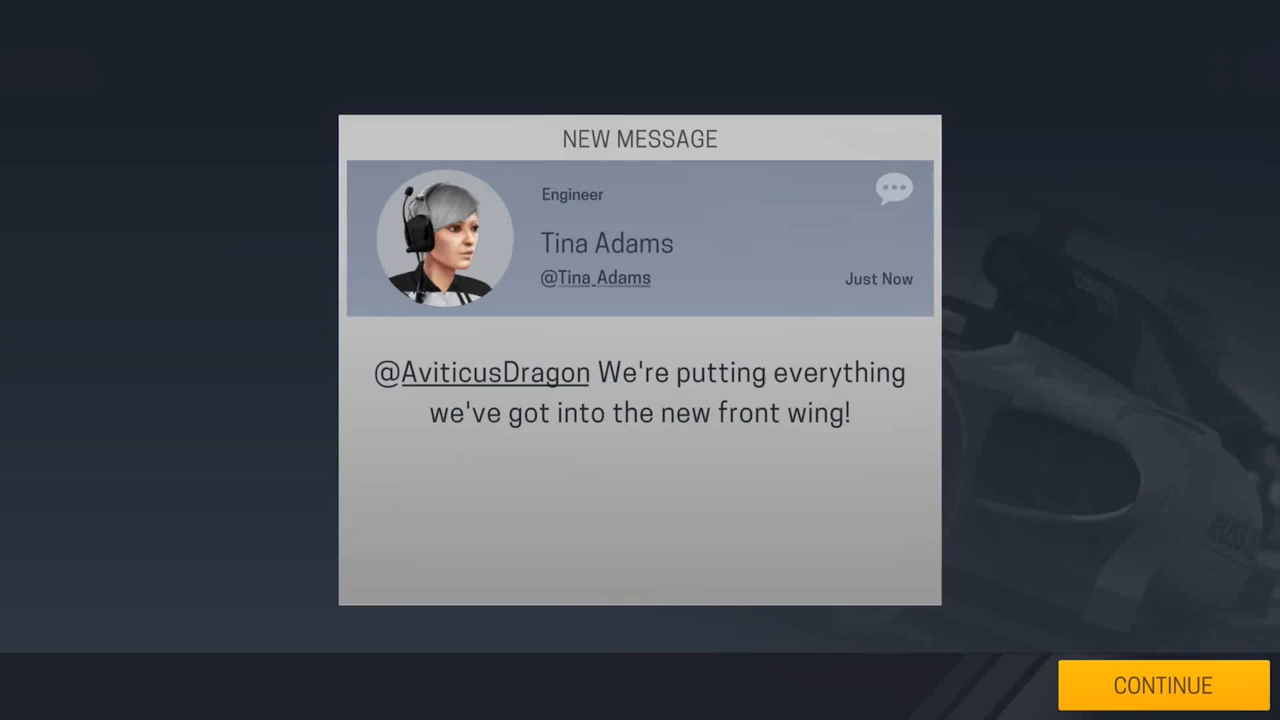 NEW MESSAGE
Engineer
Tina Adams
@Tina_Adams
Just Now
@AviticusDragon We're putting everything
we've got into the new front wing!
CONTINUE